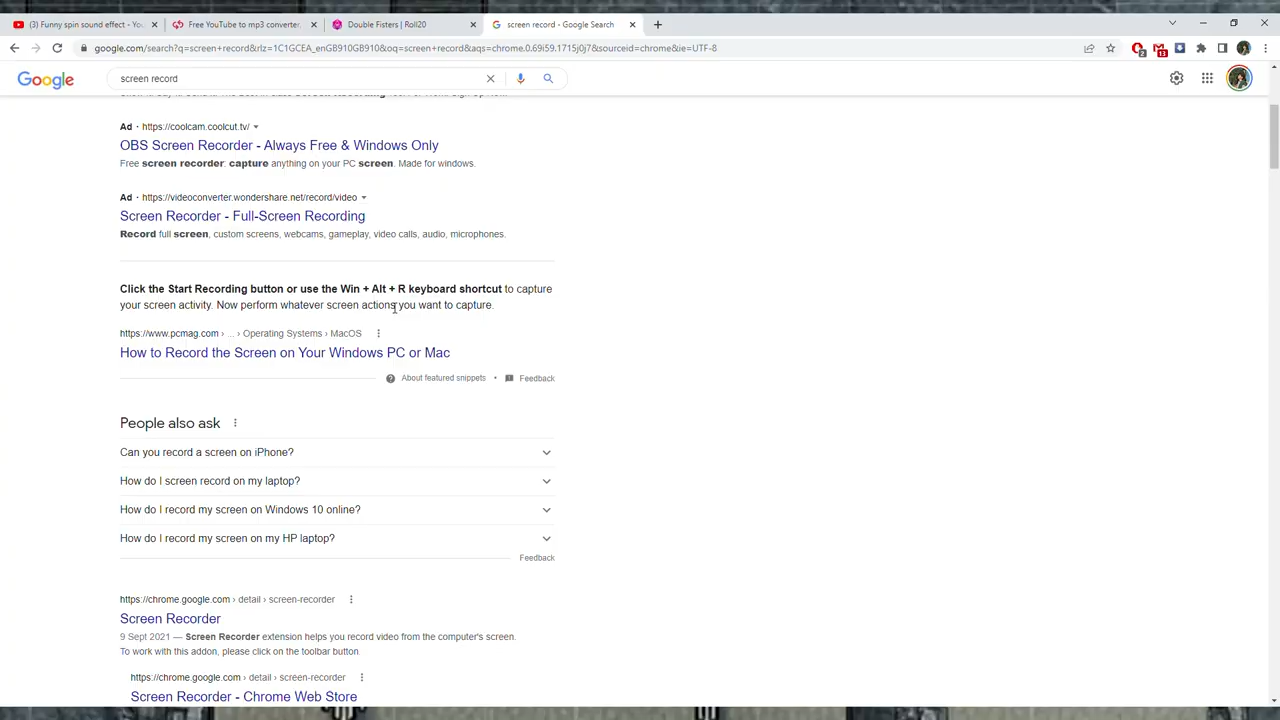 (3) Funny spin sound effect - You
Free YouTube to mp3 converter.
Double Fisters | Roll20
screen record - Google Search
google.com/search?q=screen+record&rlz=1C1GCEA_enGB910GB910&oq=screen+record&aqs=chrome.0.69i59.1715j0j7&sourceid=chrome&ie=UTF-8
2
13
Google
screen record
Ad · https://coolcam.coolcut.tv/
OBS Screen Recorder - Always Free & Windows Only
Free screen recorder: capture anything on your PC screen. Made for windows.
Ad · https://videoconverter.wondershare.net/record/video
Screen Recorder - Full-Screen Recording
Record full screen, custom screens, webcams, gameplay, video calls, audio, microphones.
Click the Start Recording button or use the Win + Alt + R keyboard shortcut to capture
your screen activity. Now perform whatever screen actions you want to capture.
https://www.pcmag.com › ... › Operating Systems › MacOS
How to Record the Screen on Your Windows PC or Mac
About featured snippets • Feedback
People also ask
Can you record a screen on iPhone?
How do I screen record on my laptop?
How do I record my screen on Windows 10 online?
How do I record my screen on my HP laptop?
Feedback
https://chrome.google.com › detail › screen-recorder
Screen Recorder
9 Sept 2021 — Screen Recorder extension helps you record video from the computer's screen.
To work with this addon, please click on the toolbar button.
https://chrome.google.com › detail › screen-recorder
Screen Recorder - Chrome Web Store